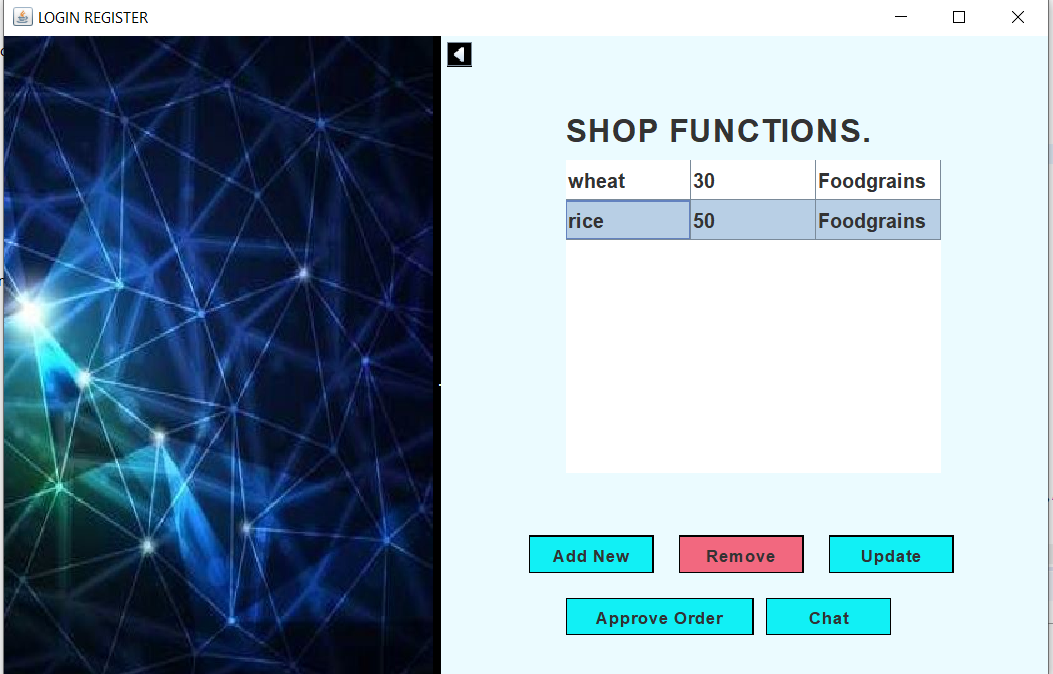 LOGIN REGISTER
SHOP FUNCTIONS.
wheat 30 Foodgrains
rice 50 Foodgrains
Add New Remove Update
Approve Order Chat